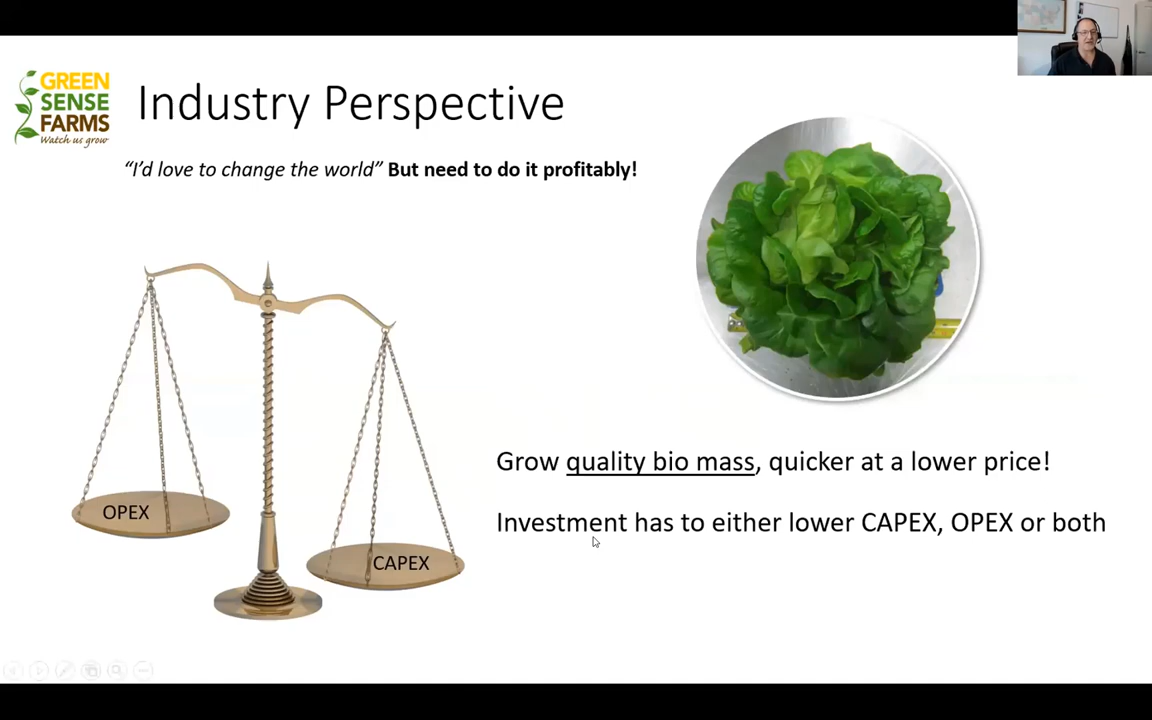 GREEN
SENSE
FARMS
Watch us grow
Industry Perspective
“I’d love to change the world” But need to do it profitably!
OPEX
CAPEX
Grow quality bio mass, quicker at a lower price!
Investment has to either lower CAPEX, OPEX or both